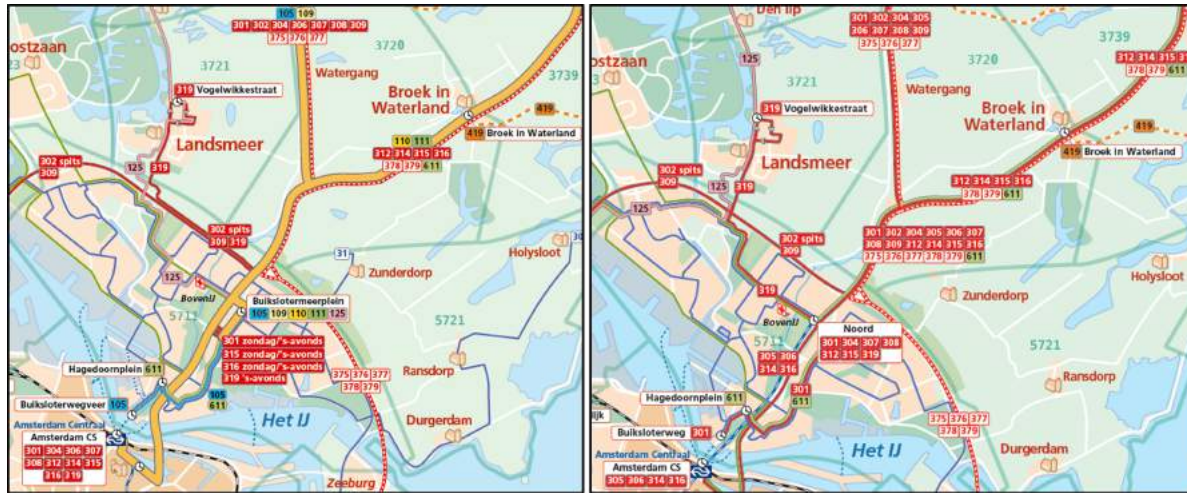 105 109
301 302 304 306 307 308 309
375 376 377
3720
3721
3739
Watergang
319 Vogelwikkestraat
Broek in
Waterland
419
419 Broek in Waterland
Landsmeer
110 111
312 314 315 316
378 379 611
302 spits
309
125
319
302 spits
309 319
31
Holysloot
Zunderdorp
125
BovenIJ
Buikslotermeerplein
105 109 110 111 125
5711
5721
301 zondag/'s-avonds
315 zondag/'s-avonds
316 zondag/'s-avonds
319 's-avonds
375 376 377
378 379
Ransdorp
Hagedoornplein 611
105
611
Buiksloterwegveer 105
Het IJ
Durgerdam
Amsterdam Centraal
Amsterdam CS
301 304 306 307
308 312 314 315
316 319
Zeeburg
Den Ilp
301 302 304 305
306 307 308 309
375 376 377
125
3720
3721
3739
ostzaan
Watergang
378 379 611
319 Vogelwikkestraat
Broek in
Waterland
419
419 Broek in Waterland
Landsmeer
302 spits
309
125
319
312 314 315 316
378 379 611
125
301 302 304 305 306 307
308 309 312 314 315 316
375 376 377 378 379 611
302 spits
309
Holysloot
319
Zunderdorp
BovenIJ
5711
Noord
301 304 307 308
312 315 319
5721
305 306
314 316
Ransdorp
Hagedoornplein 611
301
611
375 376 377
378 379
Buiksloterweg 301
Het IJ
Durgerdam
Amsterdam Centraal
Amsterdam CS
305 306 314 316